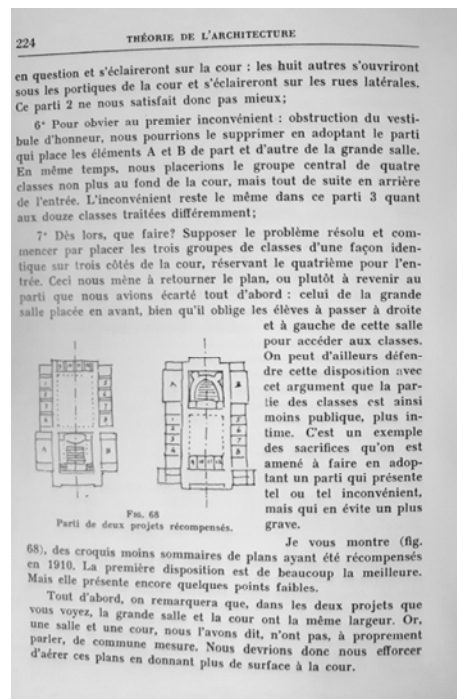 224
THÉORIE DE L'ARCHITECTURE
en question et s'éclaireront sur la cour : les huit autres s'ouvriront
sous les portiques de la cour et s'éclaireront sur les rues latérales.
Ce parti 2 ne nous satisfait donc pas mieux;
6° Pour obvier au premier inconvénient : obstruction du vesti-
bule d'honneur, nous pourrions le supprimer en adoptant le parti
qui place les éléments A et B de part et d'autre de la grande salle.
En même temps, nous placerions le groupe central de quatre
classes non plus au fond de la cour, mais tout de suite en arrière
de l'entrée. L'inconvénient reste le même dans ce parti 3 quant
aux douze classes traitées différemment;
7° Dès lors, que faire? Supposer le problème résolu et com-
mencer par placer les trois groupes de classes d'une façon iden-
tique sur trois côtés de la cour, réservant le quatrième pour l'en-
trée. Ceci nous mène à retourner le plan, ou plutôt à revenir au
parti que nous avions écarté tout d'abord : celui de la grande
salle placée en avant, bien qu'il oblige les élèves à passer à droite
et à gauche de cette salle
pour accéder aux classes.
On peut d'ailleurs défen-
dre cette disposition avec
cet argument que la par-
tie des classes est ainsi
moins publique, plus in-
time. C'est un exemple
des sacrifices qu'on est
amené à faire en adop-
tant un parti qui présente
tel ou tel inconvénient,
mais qui en évite un plus
grave.
A
B
A
B
FIG. 68
Parti de deux projets récompensés.
Je vous montre (fig.
68), des croquis moins sommaires de plans ayant été récompensés
en 1910. La première disposition est de beaucoup la meilleure.
Mais elle présente encore quelques points faibles.
Tout d'abord, on remarquera que, dans les deux projets que
vous voyez, la grande salle et la cour ont la même largeur. Or,
une salle et une cour, nous l'avons dit, n'ont pas, à proprement
parler, de commune mesure. Nous devrions donc nous efforcer
d'aérer ces plans en donnant plus de surface à la cour.